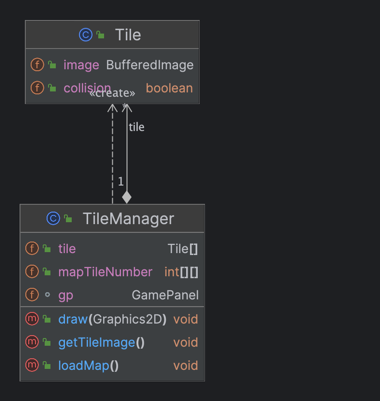 Tile
image BufferedImage
collision boolean
«create»
tile
1
TileManager
tile Tile[]
mapTileNumber int[][]
gp GamePanel
draw(Graphics2D) void
getTileImage() void
loadMap() void